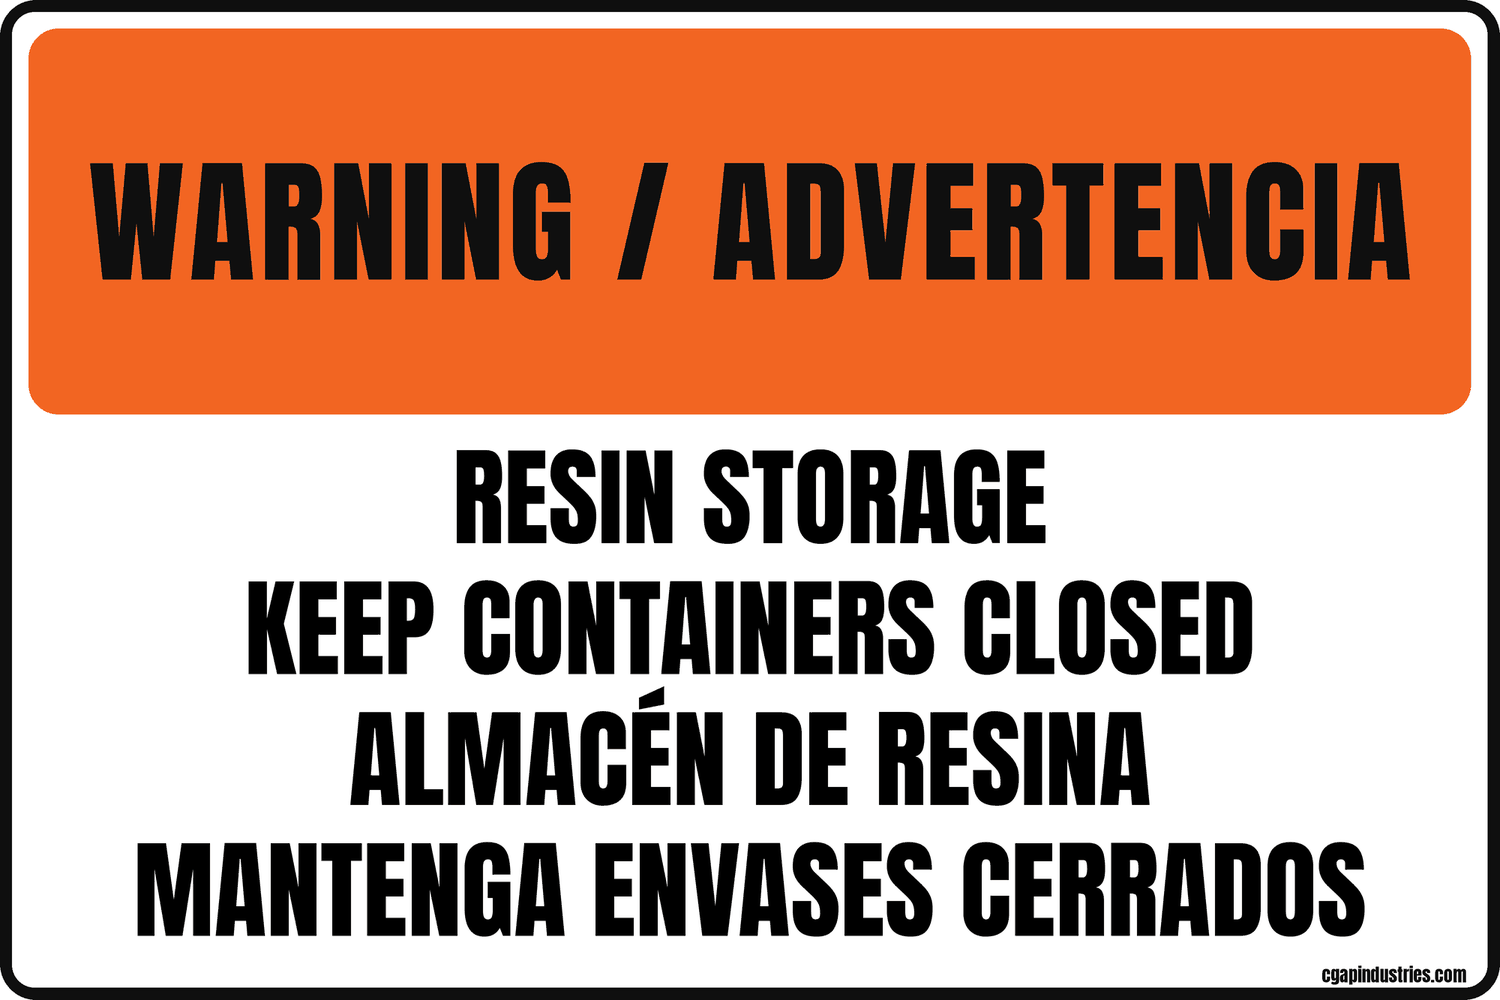 WARNING / ADVERTENCIA
RESIN STORAGE
KEEP CONTAINERS CLOSED
ALMACÉN DE RESINA
MANTENGA ENVASES CERRADOS
cgapindustries.com